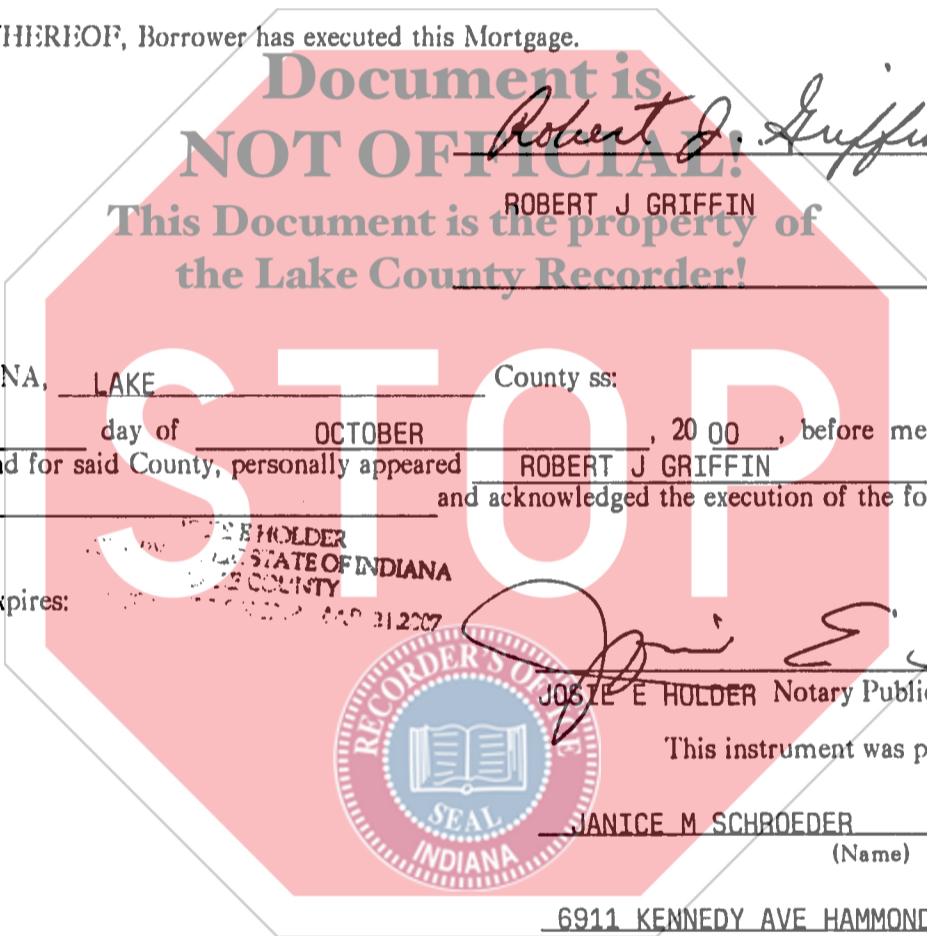 HEREOF, Borrower has executed this Mortgage.
Document is
NOT OFFICIAL!
This Document is the property of
the Lake County Recorder!
Robert J. Griffin
ROBERT J GRIFFIN
NA, LAKE County ss:
day of OCTOBER, 20 00, before me
d for said County, personally appeared ROBERT J GRIFFIN
and acknowledged the execution of the fo
STOP
E HOLDER
STATE OF INDIANA
COUNTY
xpires:
2007
JOSIE E HOLDER Notary Public
This instrument was p
RECORDER'S OFFICE
SEAL
INDIANA
JANICE M SCHROEDER
(Name)
6911 KENNEDY AVE HAMMOND